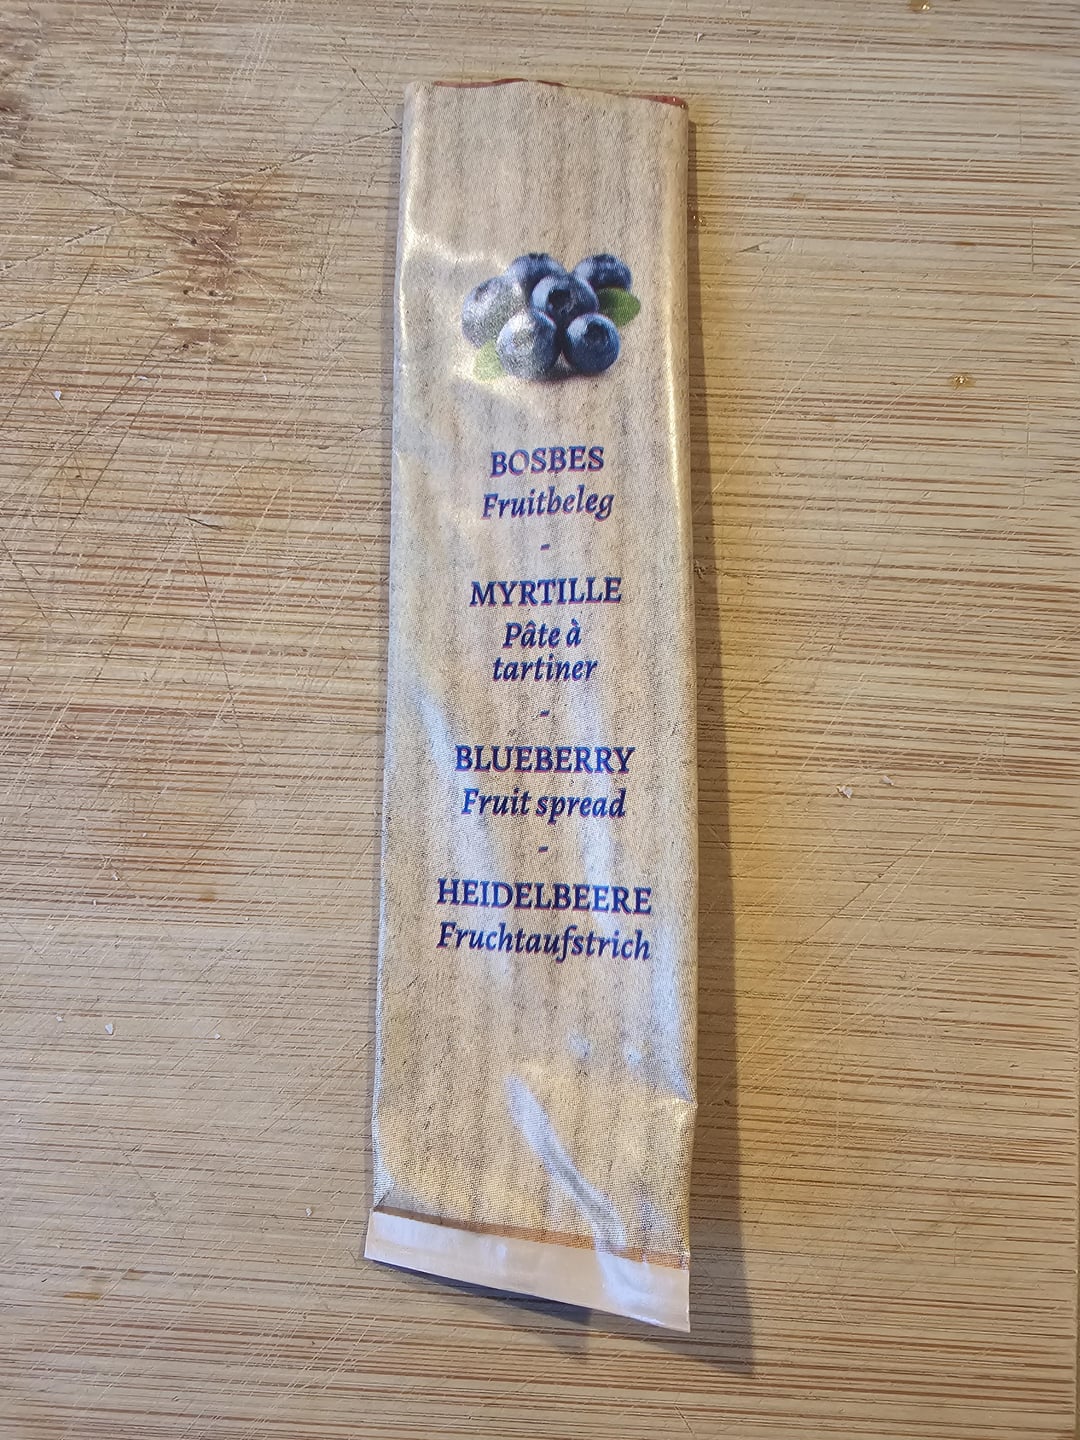 BOSBES
Fruitbeleg
-
MYRTILLE
Pâte à
tartiner
-
BLUEBERRY
Fruit spread
-
HEIDELBEERE
Fruchtaufstrich